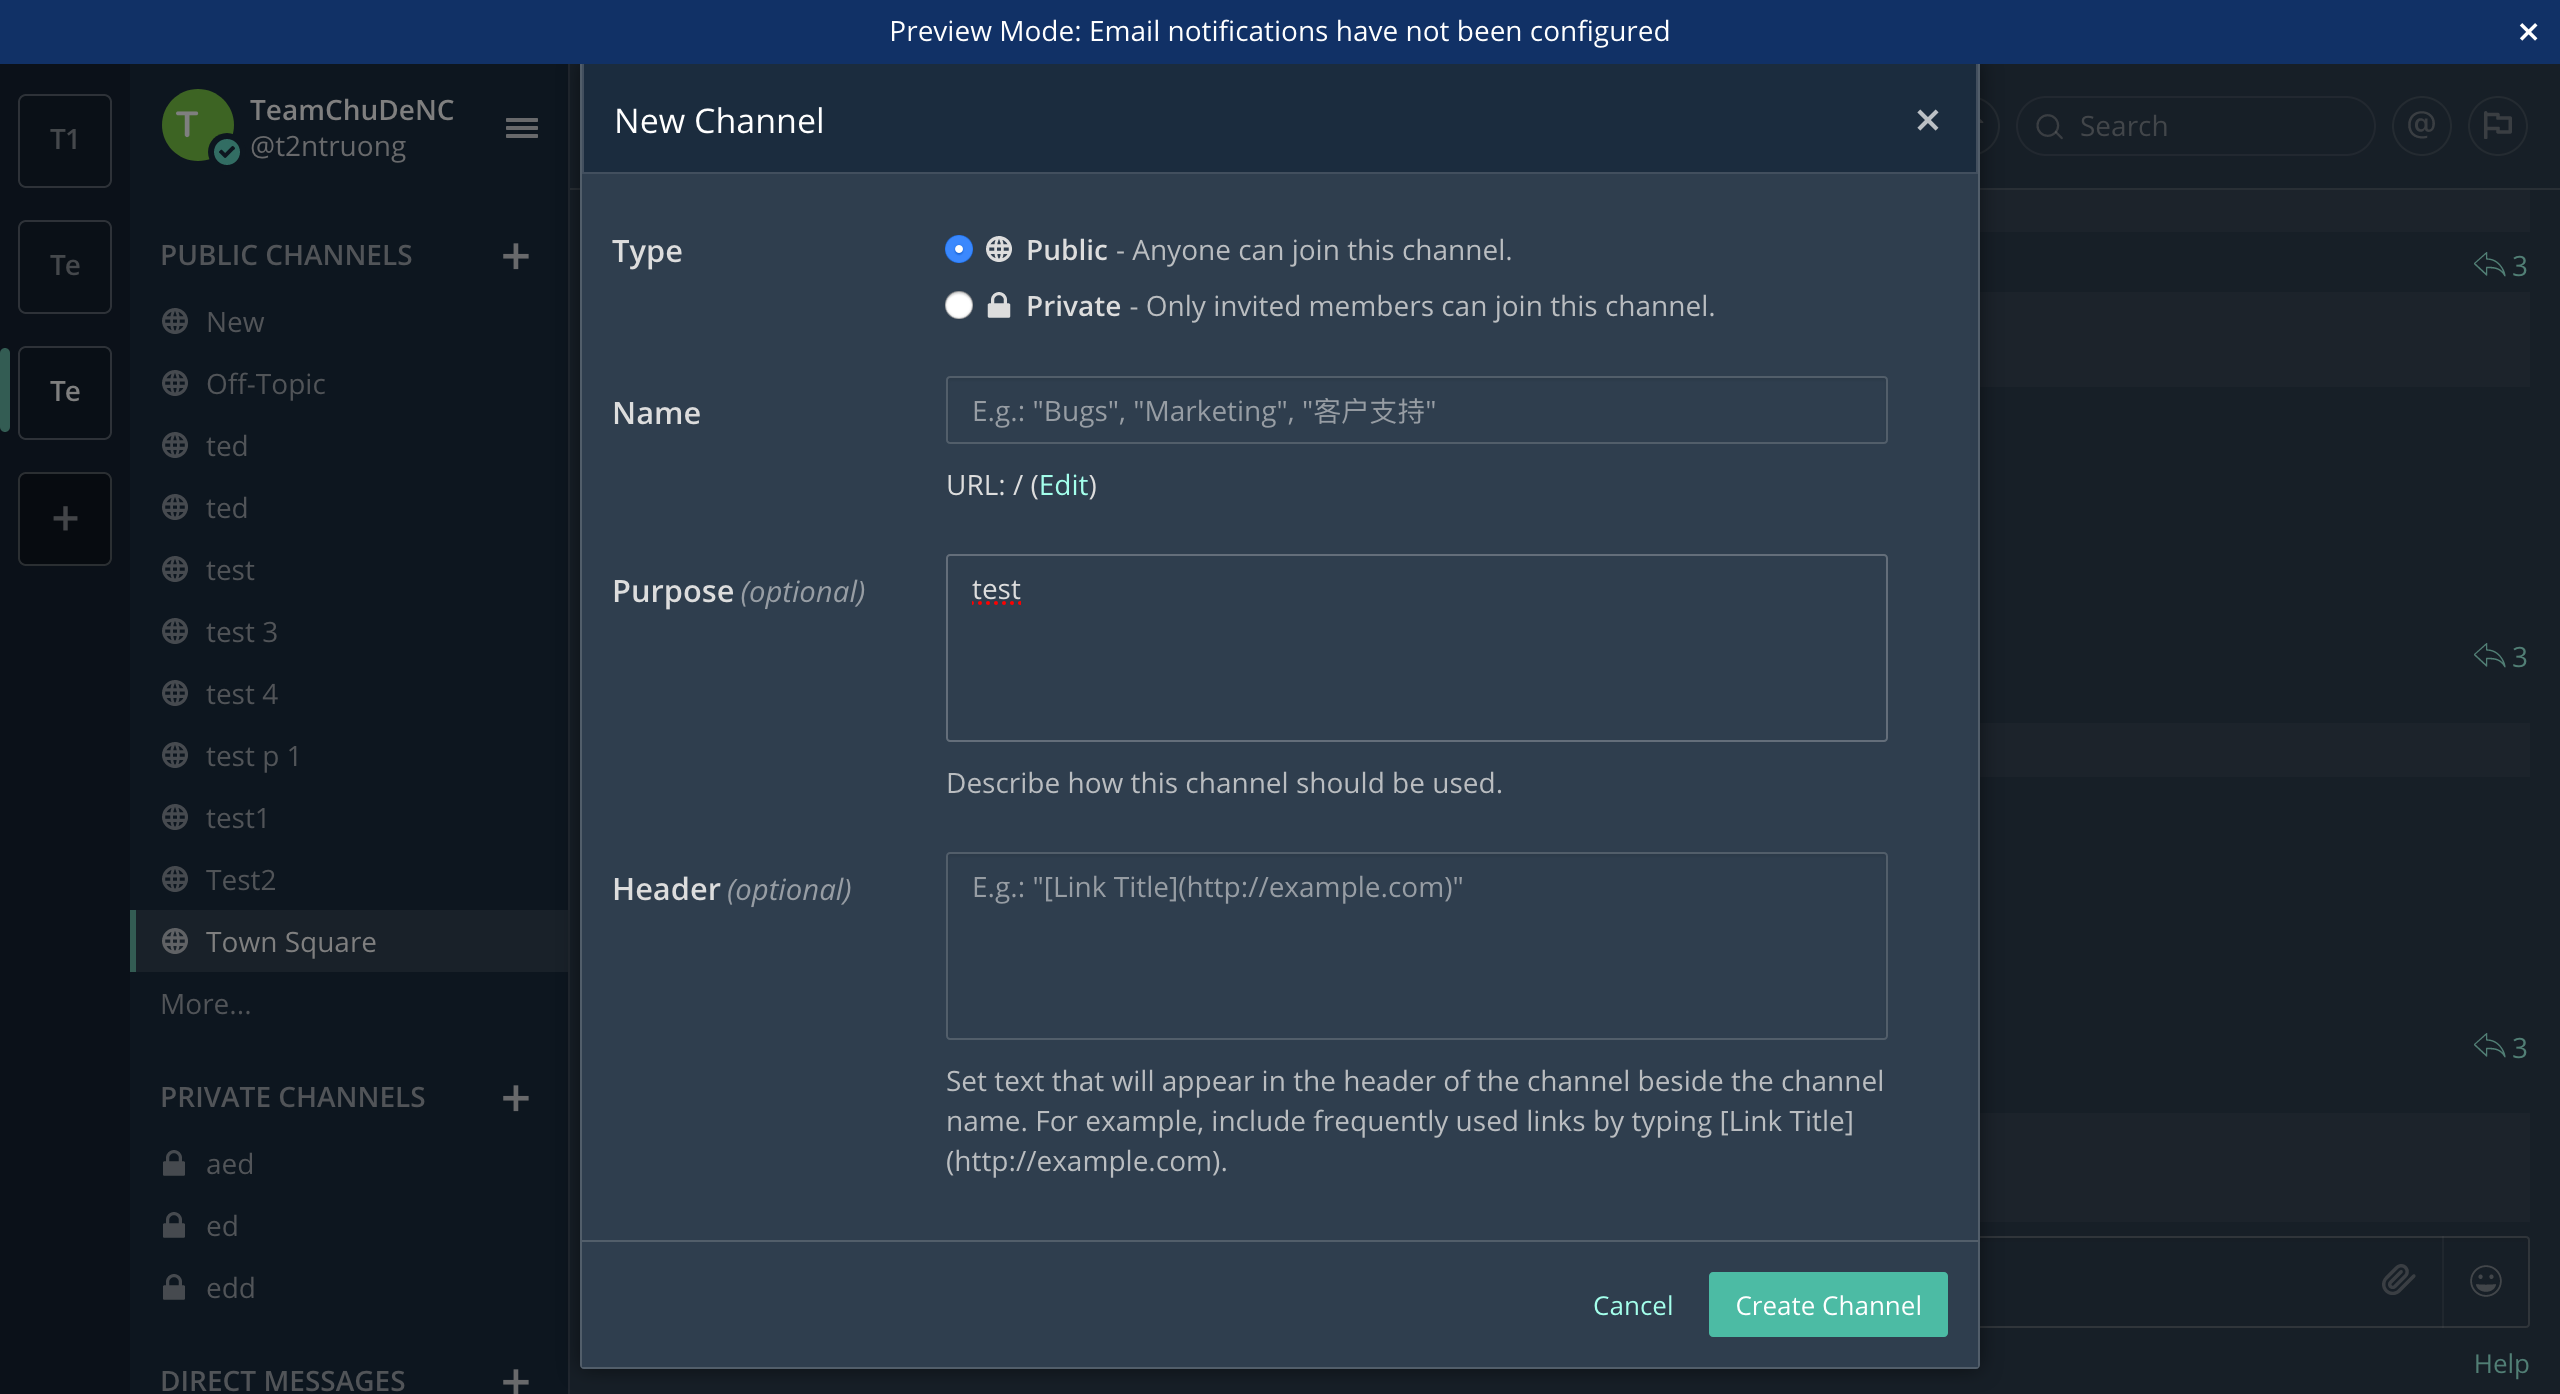 Preview Mode: Email notifications have not been configured
T1
Te
Te
T
TeamChuDeNC
@t2ntruong
PUBLIC CHANNELS
New
Off-Topic
ted
ted
test
test 3
test 4
test p 1
test1
Test2
Town Square
More...
PRIVATE CHANNELS
aed
ed
edd
DIRECT MESSAGES
New Channel
Type
Public - Anyone can join this channel.
Private - Only invited members can join this channel.
Name
E.g.: "Bugs", "Marketing", "客户支持"
URL: / (Edit)
Purpose (optional)
test
Describe how this channel should be used.
Header (optional)
E.g.: "[Link Title](http://example.com)"
Set text that will appear in the header of the channel beside the channel
name. For example, include frequently used links by typing [Link Title]
(http://example.com).
Cancel
Create Channel
Search
@
3
3
3
Help